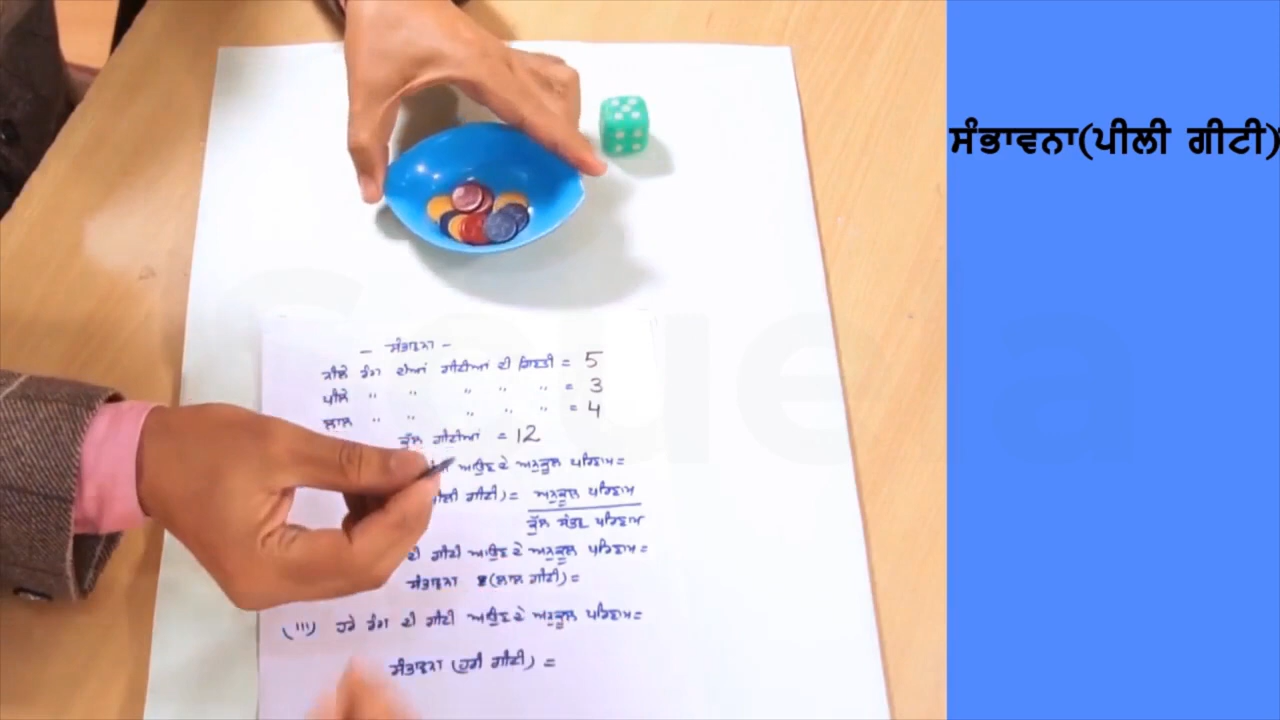 ਸੰਭਾਵਨਾ(ਪੀਲੀ ਗੀਟੀ)
- ਸੰਭਾਵਨਾ -
ਨੀਲੇ ਰੰਗ ਦੀਆਂ ਗੀਟੀਆਂ ਦੀ ਗਿਣਤੀ = 5
ਪੀਲੇ " " " " " = 3
ਲਾਲ " " " " " = 4
ਕੁੱਲ ਗੀਟੀਆਂ = 12
ਆਉਣ ਦੇ ਅਨੁਕੂਲ ਪਰਿਣਾਮ =
ਗੀਟੀ) = ਅਨੁਕੂਲ ਪਰਿਣਾਮ
ਕੁੱਲ ਸੰਭਵ ਪਰਿਣਾਮ
ਦੀ ਗੀਟੀ ਆਉਣ ਦੇ ਅਨੁਕੂਲ ਪਰਿਣਾਮ =
ਸੰਭਾਵਨਾ (ਲਾਲ ਗੀਟੀ) =
(iii) ਹਰੇ ਰੰਗ ਦੀ ਗੀਟੀ ਆਉਣ ਦੇ ਅਨੁਕੂਲ ਪਰਿਣਾਮ =
ਸੰਭਾਵਨਾ (ਹਰੀ ਗੀਟੀ) =